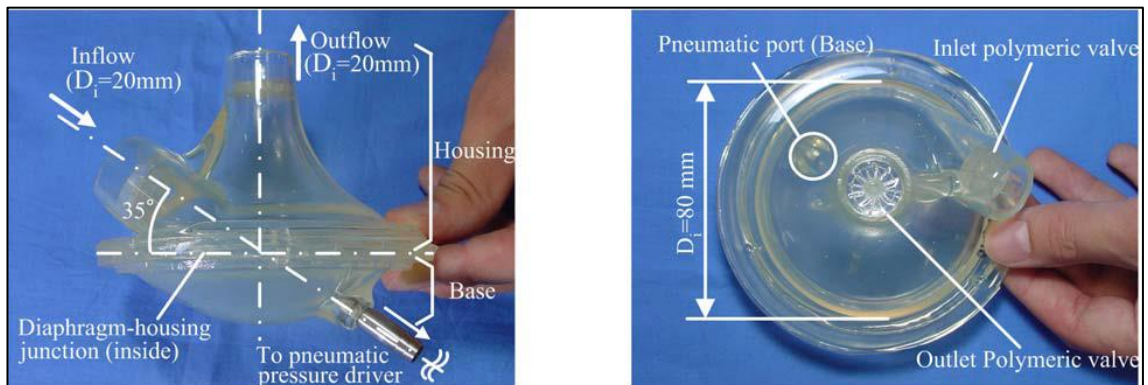 Inflow
(Di=20mm)
Outflow
(Di=20mm)
Housing
35°
Base
Diaphragm-housing
junction (inside)
To pneumatic
pressure driver
Pneumatic port (Base)
Inlet polymeric valve
Di=80 mm
Outlet Polymeric valve